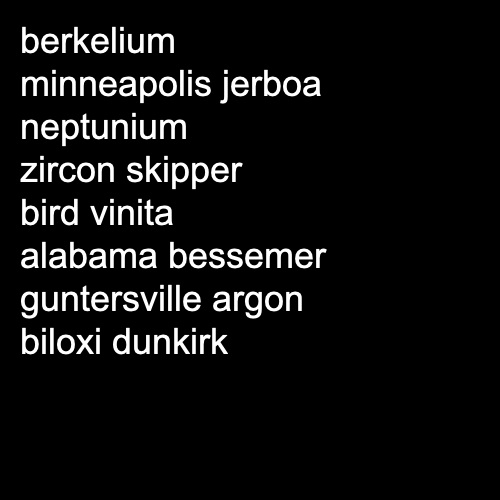 berkelium
minneapolis jerboa
neptunium
zircon skipper
bird vinita
alabama bessemer
guntersville argon
biloxi dunkirk